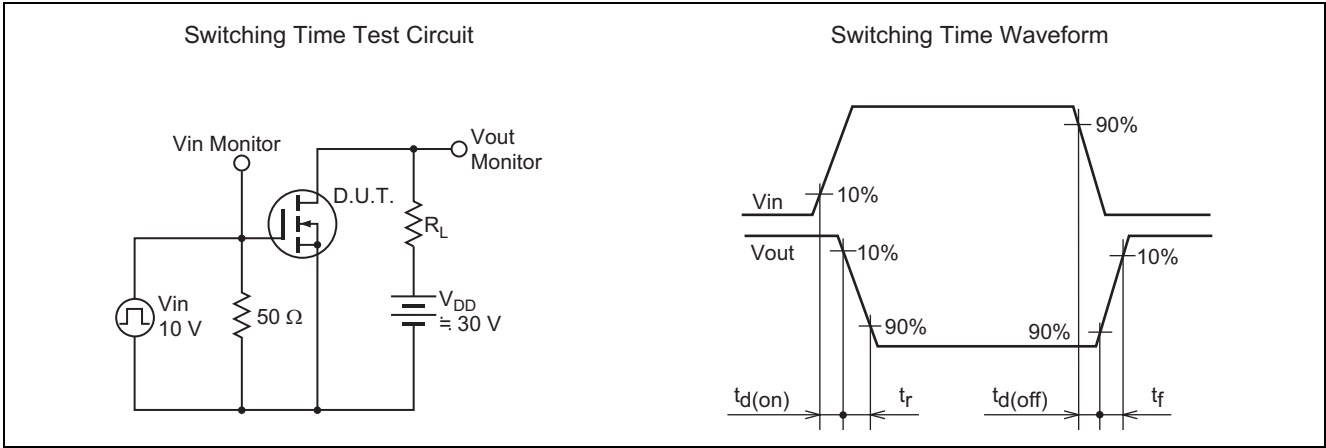 Switching Time Test Circuit
Vin Monitor
Vout
Monitor
D.U.T.
RL
Vin
10 V
50 Ω
VDD
≒ 30 V
Switching Time Waveform
Vin
10%
90%
Vout
10%
90%
90%
10%
td(on)
tr
td(off)
tf